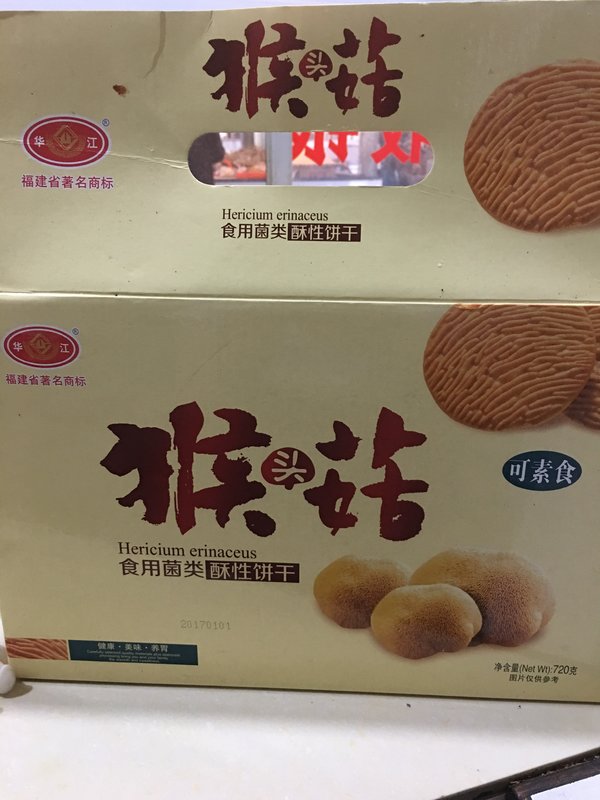 猴头菇
华 江
®
福建省著名商标
Hericium erinaceus
食用菌类 酥性饼干
华 江
®
福建省著名商标
猴头菇
可素食
Hericium erinaceus
食用菌类 酥性饼干
20170101
健康·美味·养胃
净含量(Net Wt):720克
图片仅供参考